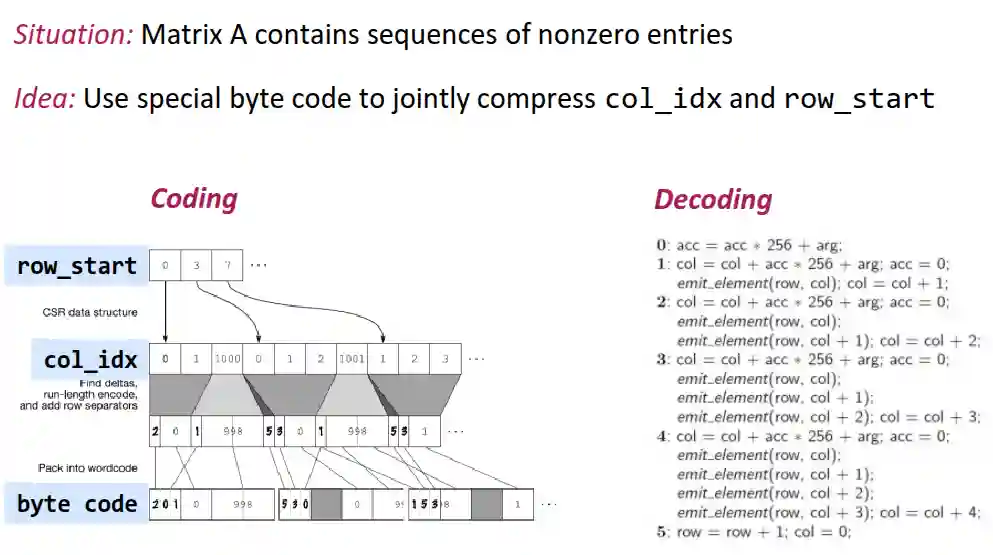 Situation: Matrix A contains sequences of nonzero entries
Idea: Use special byte code to jointly compress col_idx and row_start
Coding
row_start
0 3 7 ...
CSR data structure
col_idx
0 1 1000 0 1 2 1001 1 2 3 ...
Find deltas,
run-length encode,
and add row separators
2 0 1 998 5 3 0 1 998 5 3 1 ...
Pack into wordcode
byte code
2 0 1 0 998 5 3 0 0 1 5 3 1 ...
Decoding
0: acc = acc * 256 + arg;
1: col = col + acc * 256 + arg; acc = 0;
emit_element(row, col); col = col + 1;
2: col = col + acc * 256 + arg; acc = 0;
emit_element(row, col);
emit_element(row, col + 1); col = col + 2;
3: col = col + acc * 256 + arg; acc = 0;
emit_element(row, col);
emit_element(row, col + 1);
emit_element(row, col + 2); col = col + 3;
4: col = col + acc * 256 + arg; acc = 0;
emit_element(row, col);
emit_element(row, col + 1);
emit_element(row, col + 2);
emit_element(row, col + 3); col = col + 4;
5: row = row + 1; col = 0;